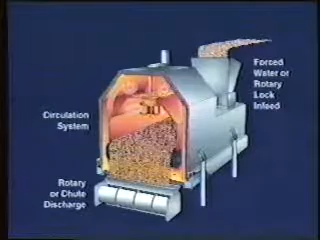 Forced
Water or
Rotary
Lock
Infeed
Circulation
System
Rotary
or Chute
Discharge